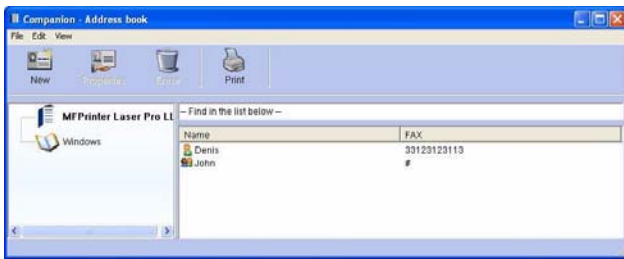 Companion - Address book
File Edit View
New Properties Erase Print
MFPrinter Laser Pro LL
Windows
-- Find in the list below --
Name FAX
Denis 33123123113
John #